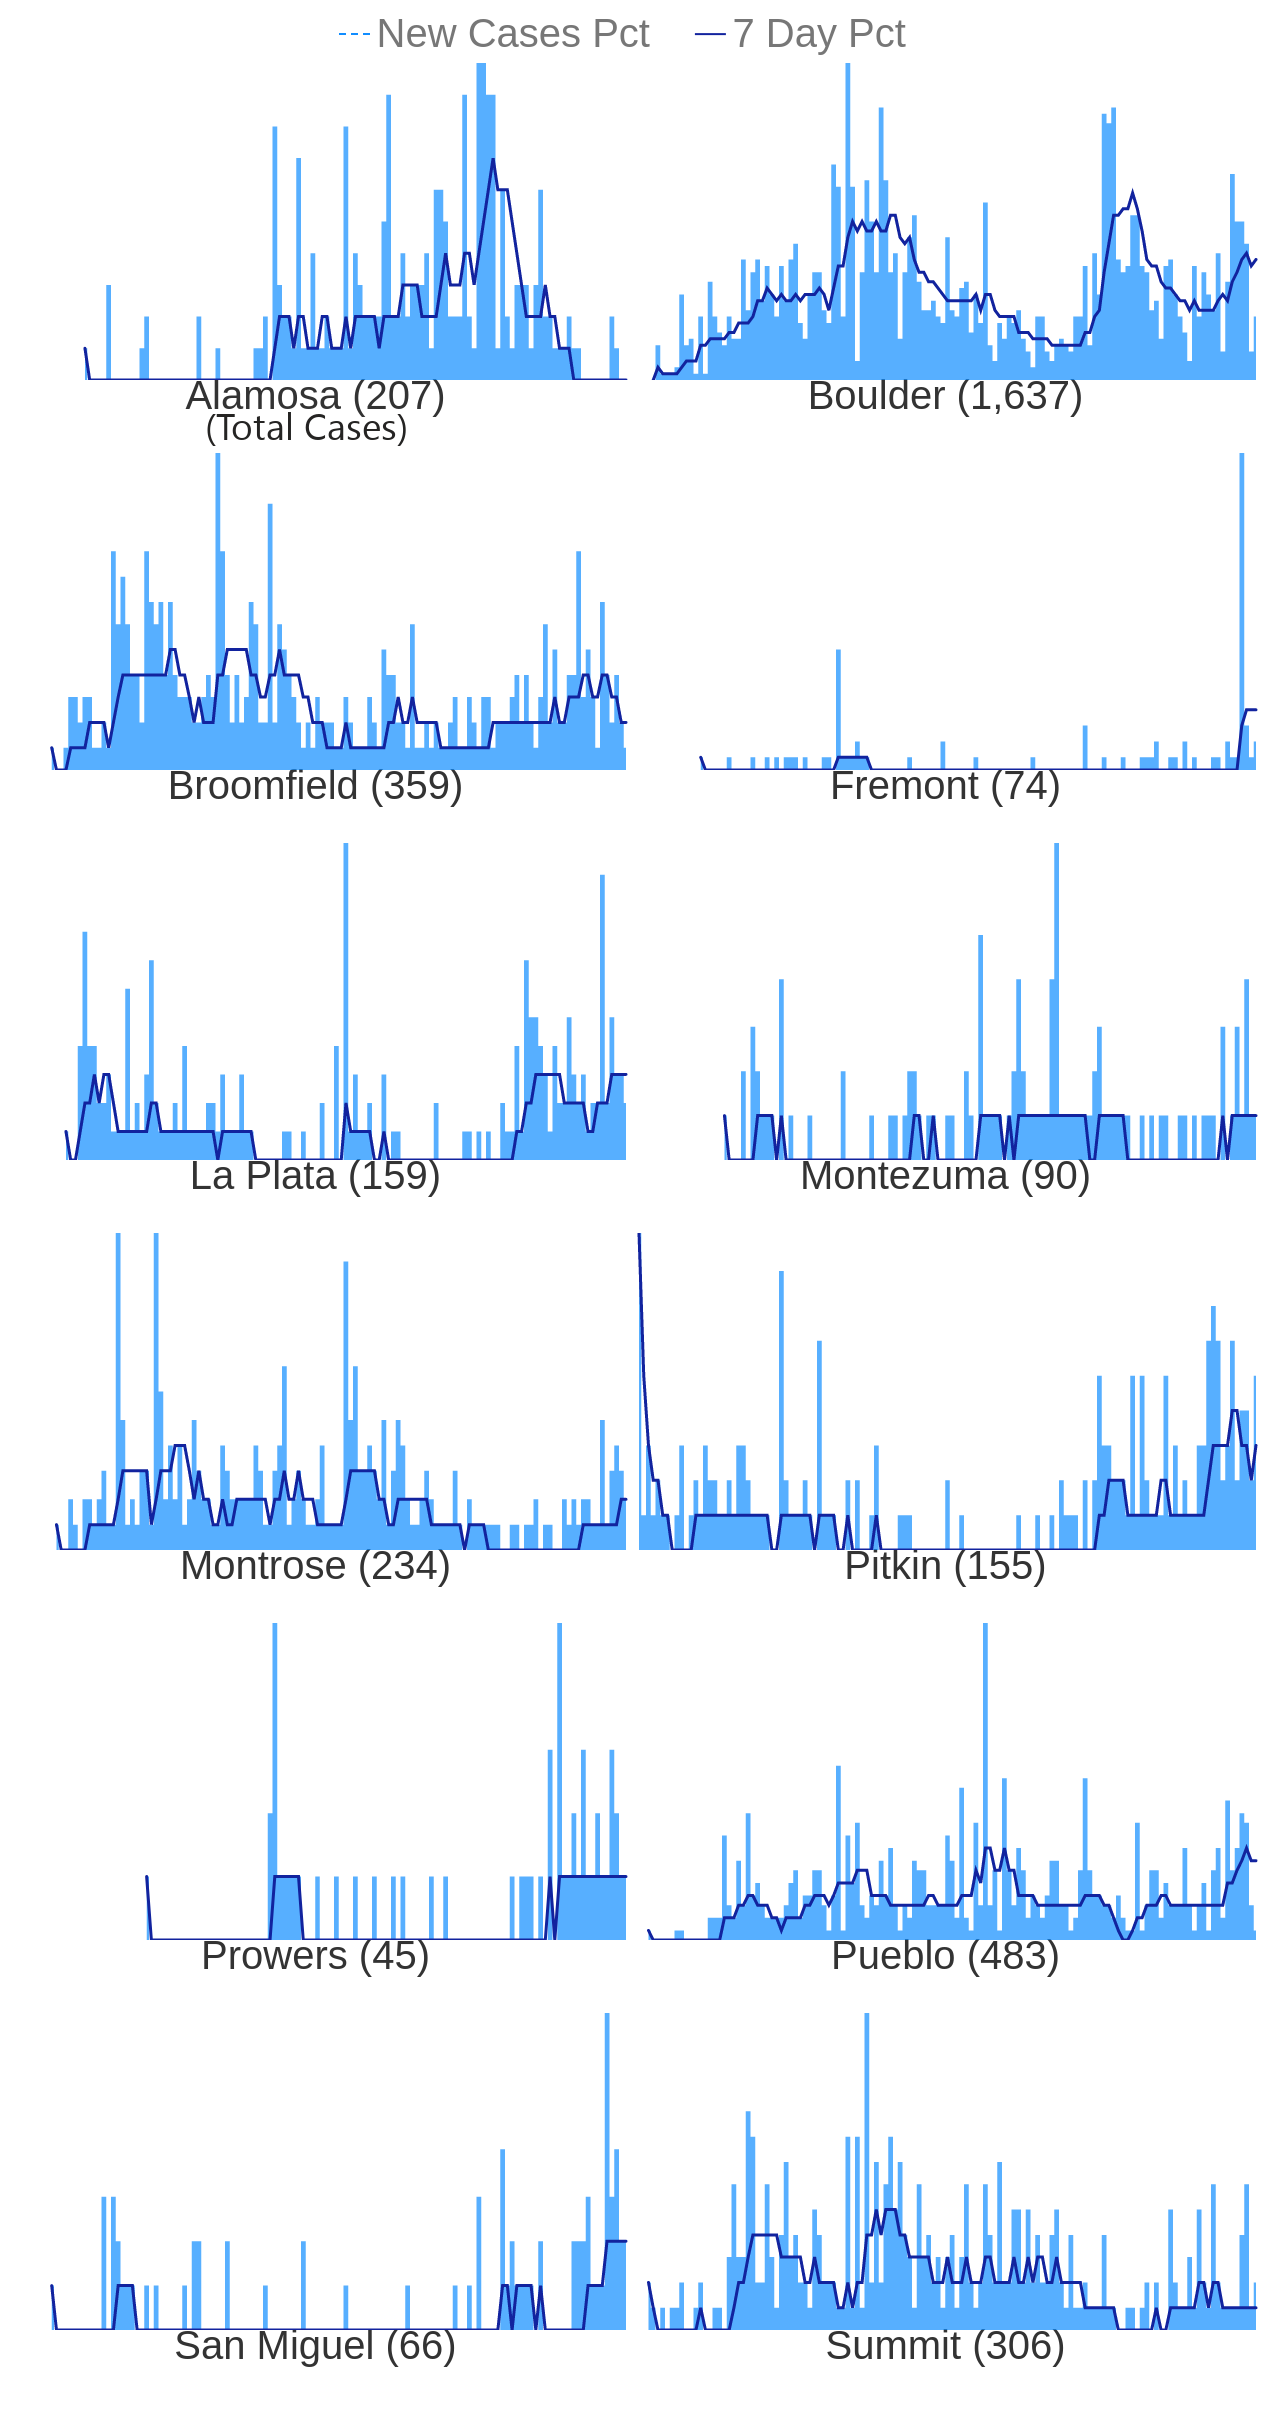 New Cases Pct 7 Day Pct
Alamosa (207) Boulder (1,637)
(Total Cases)
Broomfield (359) Fremont (74)
La Plata (159) Montezuma (90)
Montrose (234) Pitkin (155)
Prowers (45) Pueblo (483)
San Miguel (66) Summit (306)